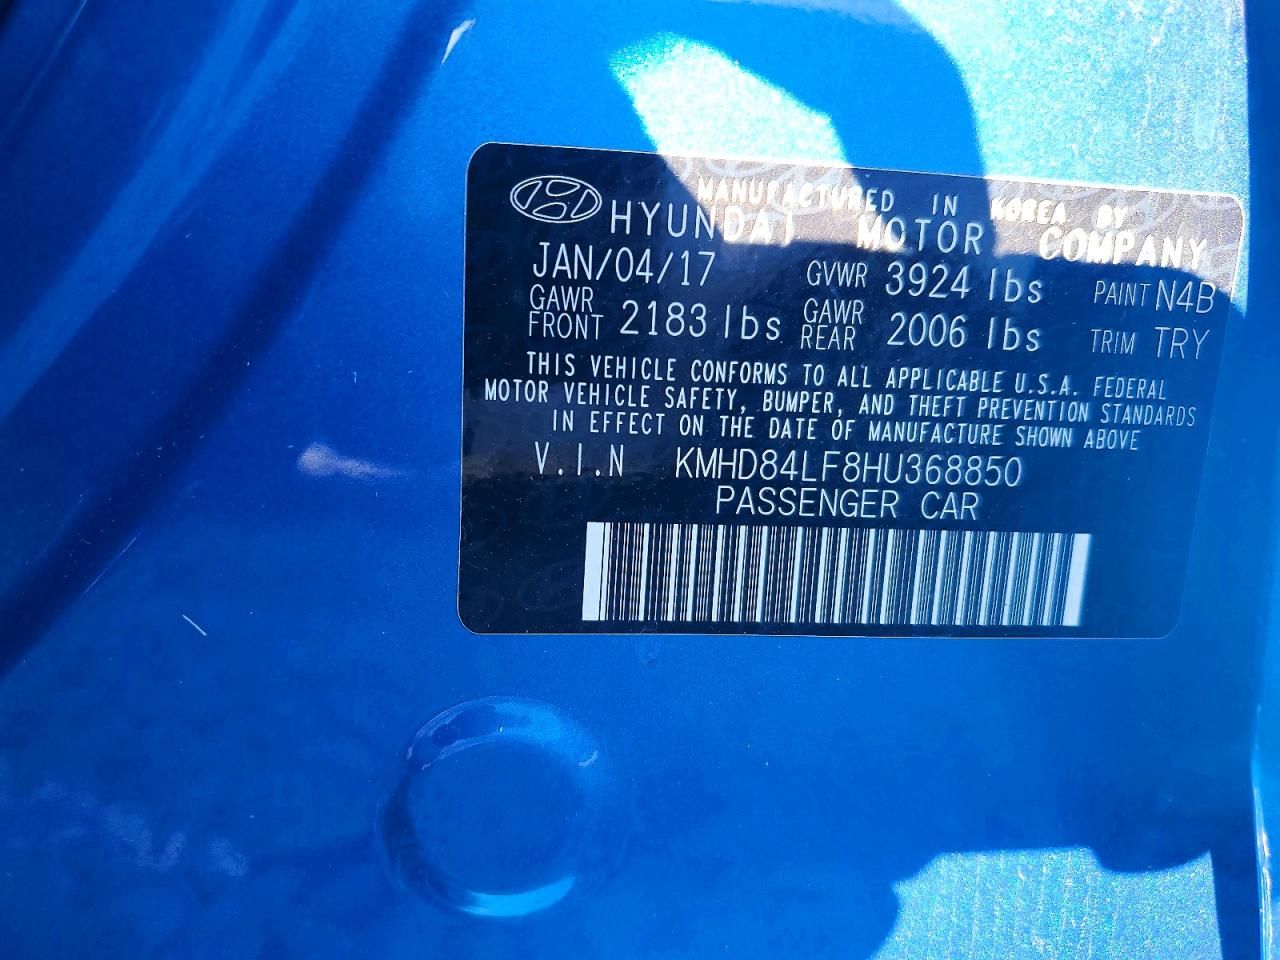 MANUFACTURED IN KOREA BY
HYUNDAI MOTOR COMPANY
JAN/04/17 GVWR 3924 lbs PAINT N4B
GAWR FRONT 2183 lbs GAWR REAR 2006 lbs TRIM TRY
THIS VEHICLE CONFORMS TO ALL APPLICABLE U.S.A. FEDERAL
MOTOR VEHICLE SAFETY, BUMPER, AND THEFT PREVENTION STANDARDS
IN EFFECT ON THE DATE OF MANUFACTURE SHOWN ABOVE
V.I.N KMHD84LF8HU368850
PASSENGER CAR